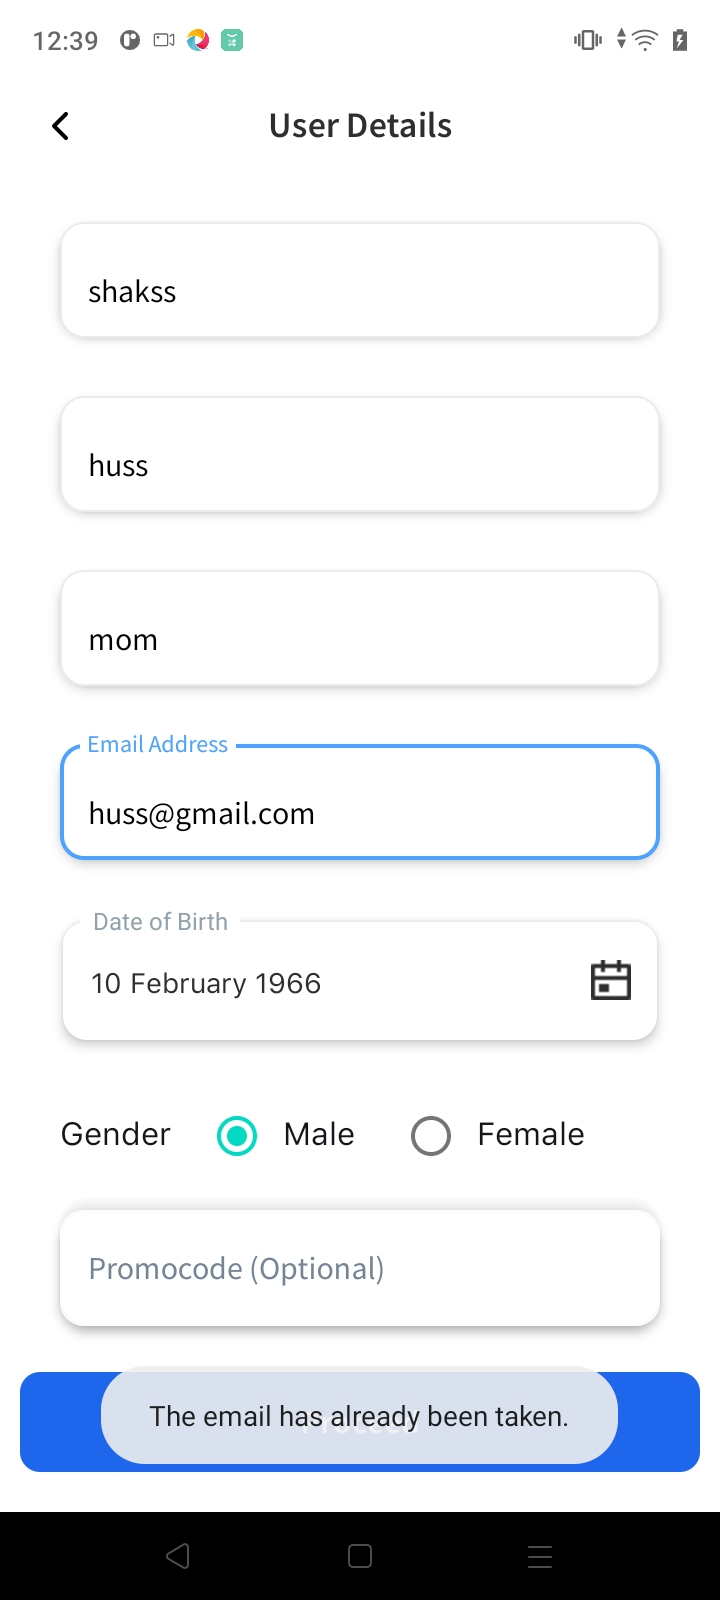 12:39
User Details
shakss
huss
mom
Email Address
huss@gmail.com
Date of Birth
10 February 1966
Gender Male Female
Promocode (Optional)
Proceed
The email has already been taken.